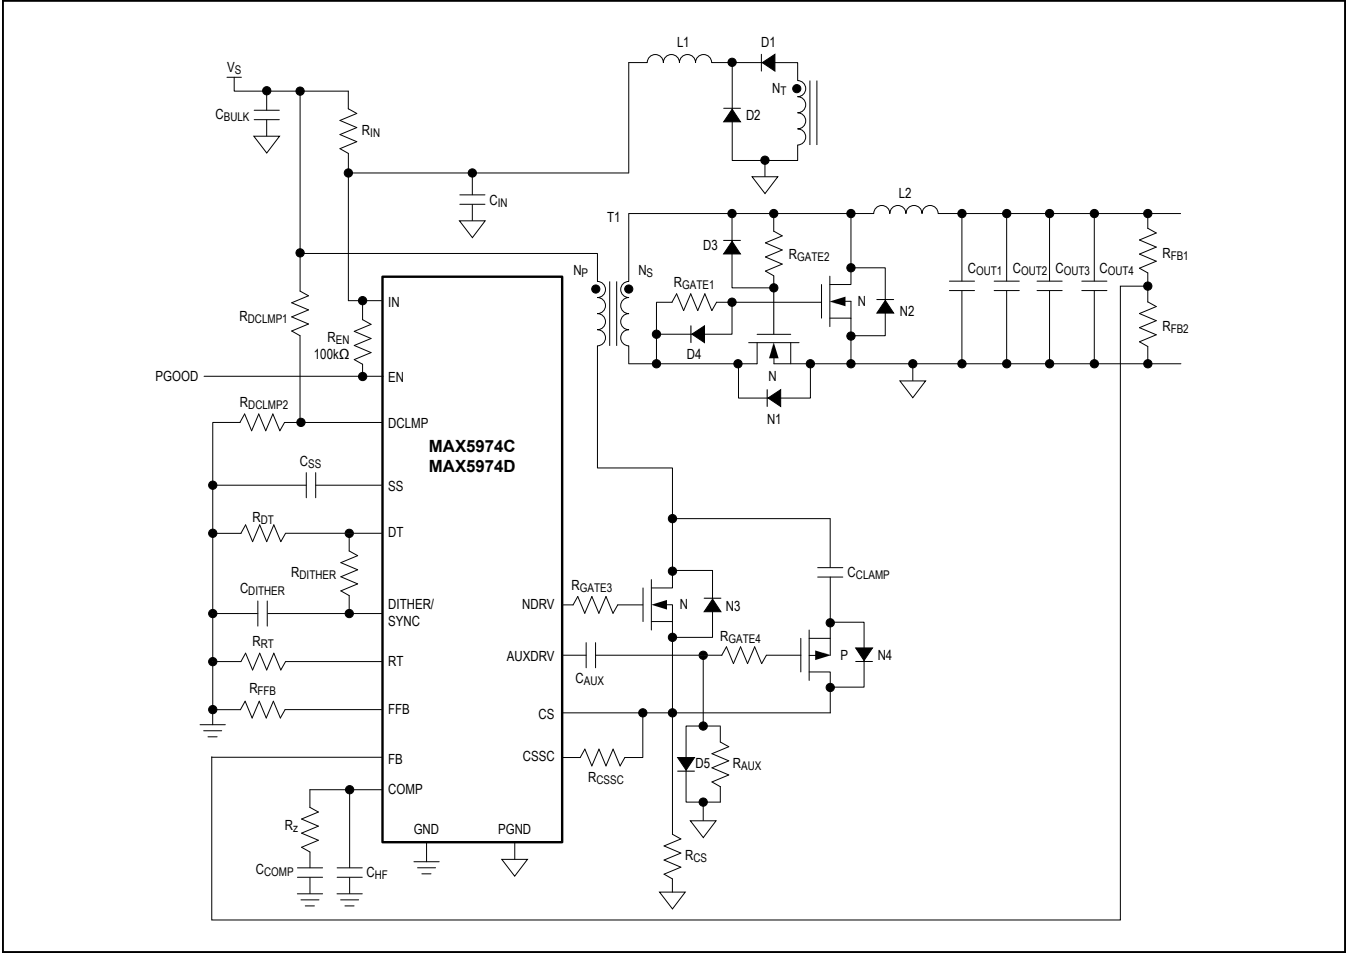 L1
D1
VS
NT
CBULK
RIN
D2
CIN
L2
T1
D3
RGATE2
RFB1
NP
NS
COUT1
COUT2
COUT3
COUT4
RGATE1
IN
N
N2
RDCLMP1
REN
100kΩ
RFB2
D4
PGOOD
EN
N
RDCLMP2
N1
DCLMP
MAX5974C
MAX5974D
CSS
SS
RDT
DT
RDITHER
CCLAMP
CDITHER
RGATE3
DITHER/
SYNC
NDRV
N
N3
RRT
RGATE4
RT
AUXDRV
P
N4
CAUX
RFFB
FFB
CS
FB
CSSC
D5
RAUX
RCSSC
COMP
RZ
GND
PGND
RCS
CCOMP
CHF